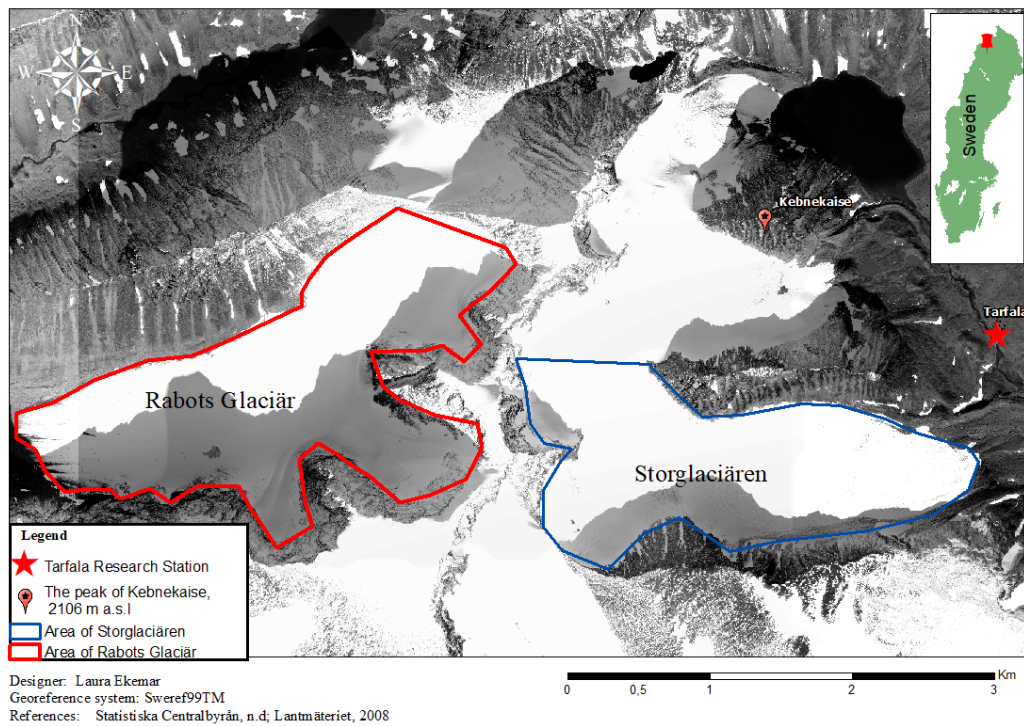 N
W
E
S
Sweden
Kebnekaise
Tarfala
Rabots Glaciär
Storglaciären
Legend
Tarfala Research Station
The peak of Kebnekaise,
2106 m a.s.l
Area of Storglaciären
Area of Rabots Glaciär
Designer: Laura Ekemar
Georeference system: Sweref99TM
References: Statistiska Centralbyrån, n.d; Lantmäteriet, 2008
Km
0 0,5 1 2 3